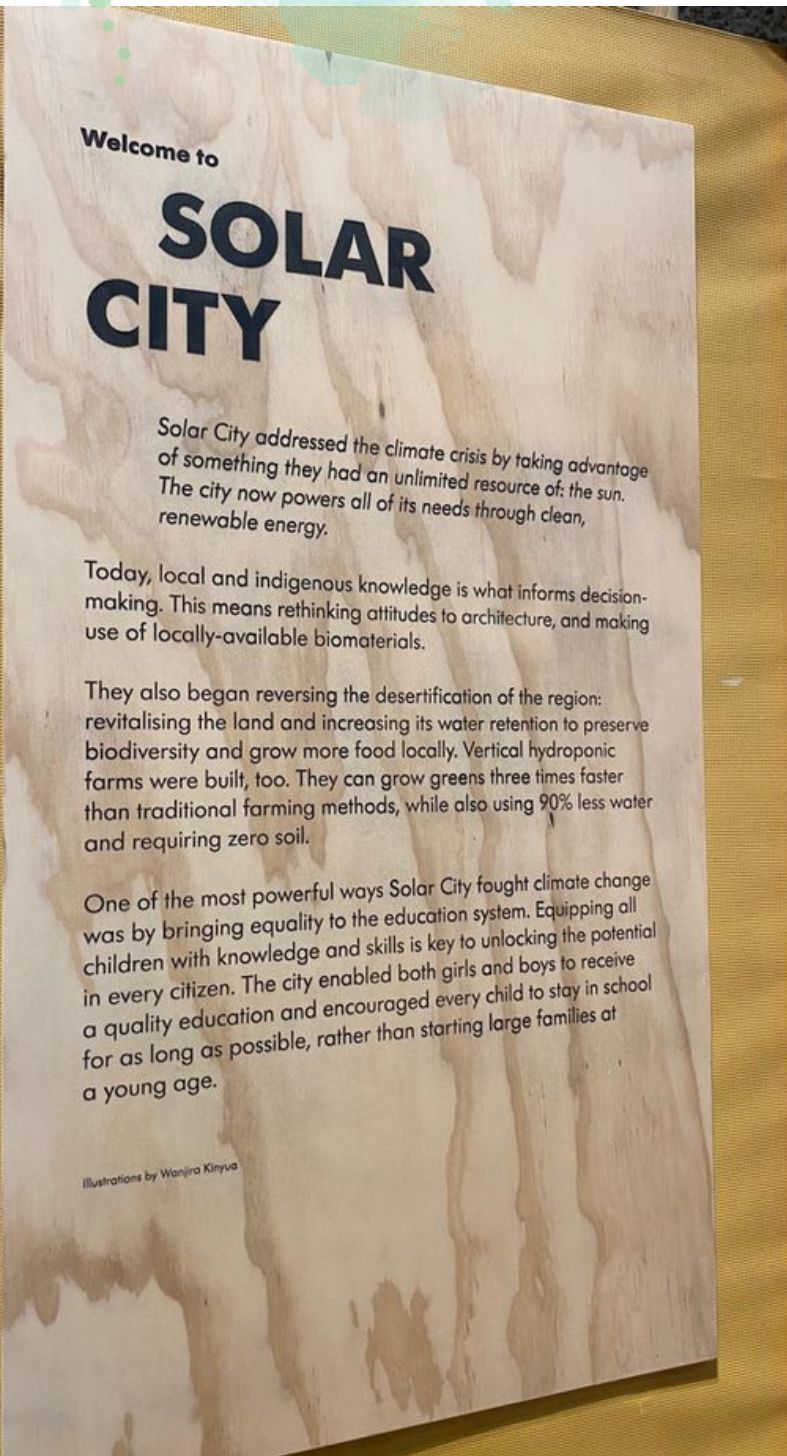 Welcome to
SOLAR
CITY
Solar City addressed the climate crisis by taking advantage
of something they had an unlimited resource of: the sun.
The city now powers all of its needs through clean,
renewable energy.
Today, local and indigenous knowledge is what informs decision-
making. This means rethinking attitudes to architecture, and making
use of locally-available biomaterials.
They also began reversing the desertification of the region:
revitalising the land and increasing its water retention to preserve
biodiversity and grow more food locally. Vertical hydroponic
farms were built, too. They can grow greens three times faster
than traditional farming methods, while also using 90% less water
and requiring zero soil.
One of the most powerful ways Solar City fought climate change
was by bringing equality to the education system. Equipping all
children with knowledge and skills is key to unlocking the potential
in every citizen. The city enabled both girls and boys to receive
a quality education and encouraged every child to stay in school
for as long as possible, rather than starting large families at
a young age.
Illustrations by Wanjira Kinyua